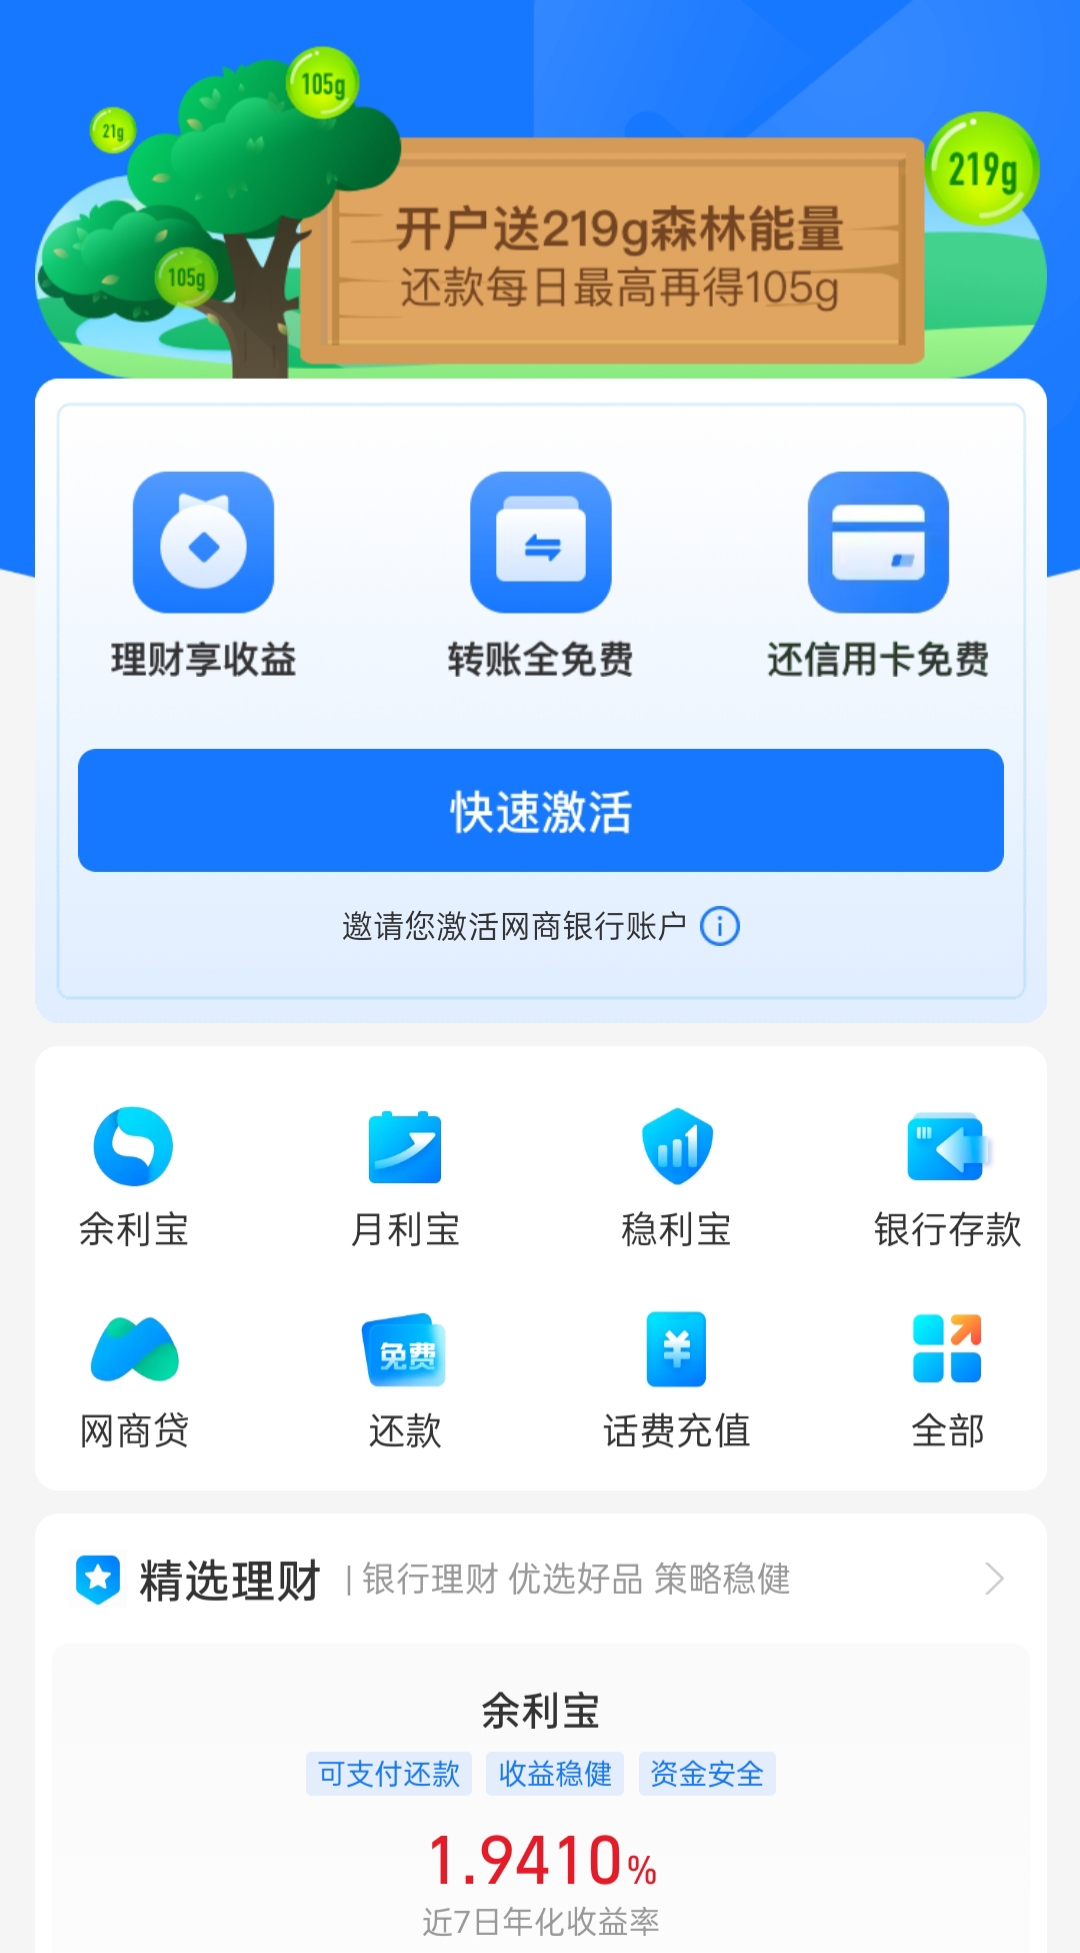 105g
21g
219g
105g
开户送219g森林能量
还款每日最高再得105g
理财享收益
转账全免费
还信用卡免费
快速激活
邀请您激活网商银行账户
余利宝
月利宝
稳利宝
银行存款
免费
网商贷
还款
话费充值
全部
精选理财 | 银行理财 优选好品 策略稳健
余利宝
可支付还款 收益稳健 资金安全
1.9410%
近7日年化收益率